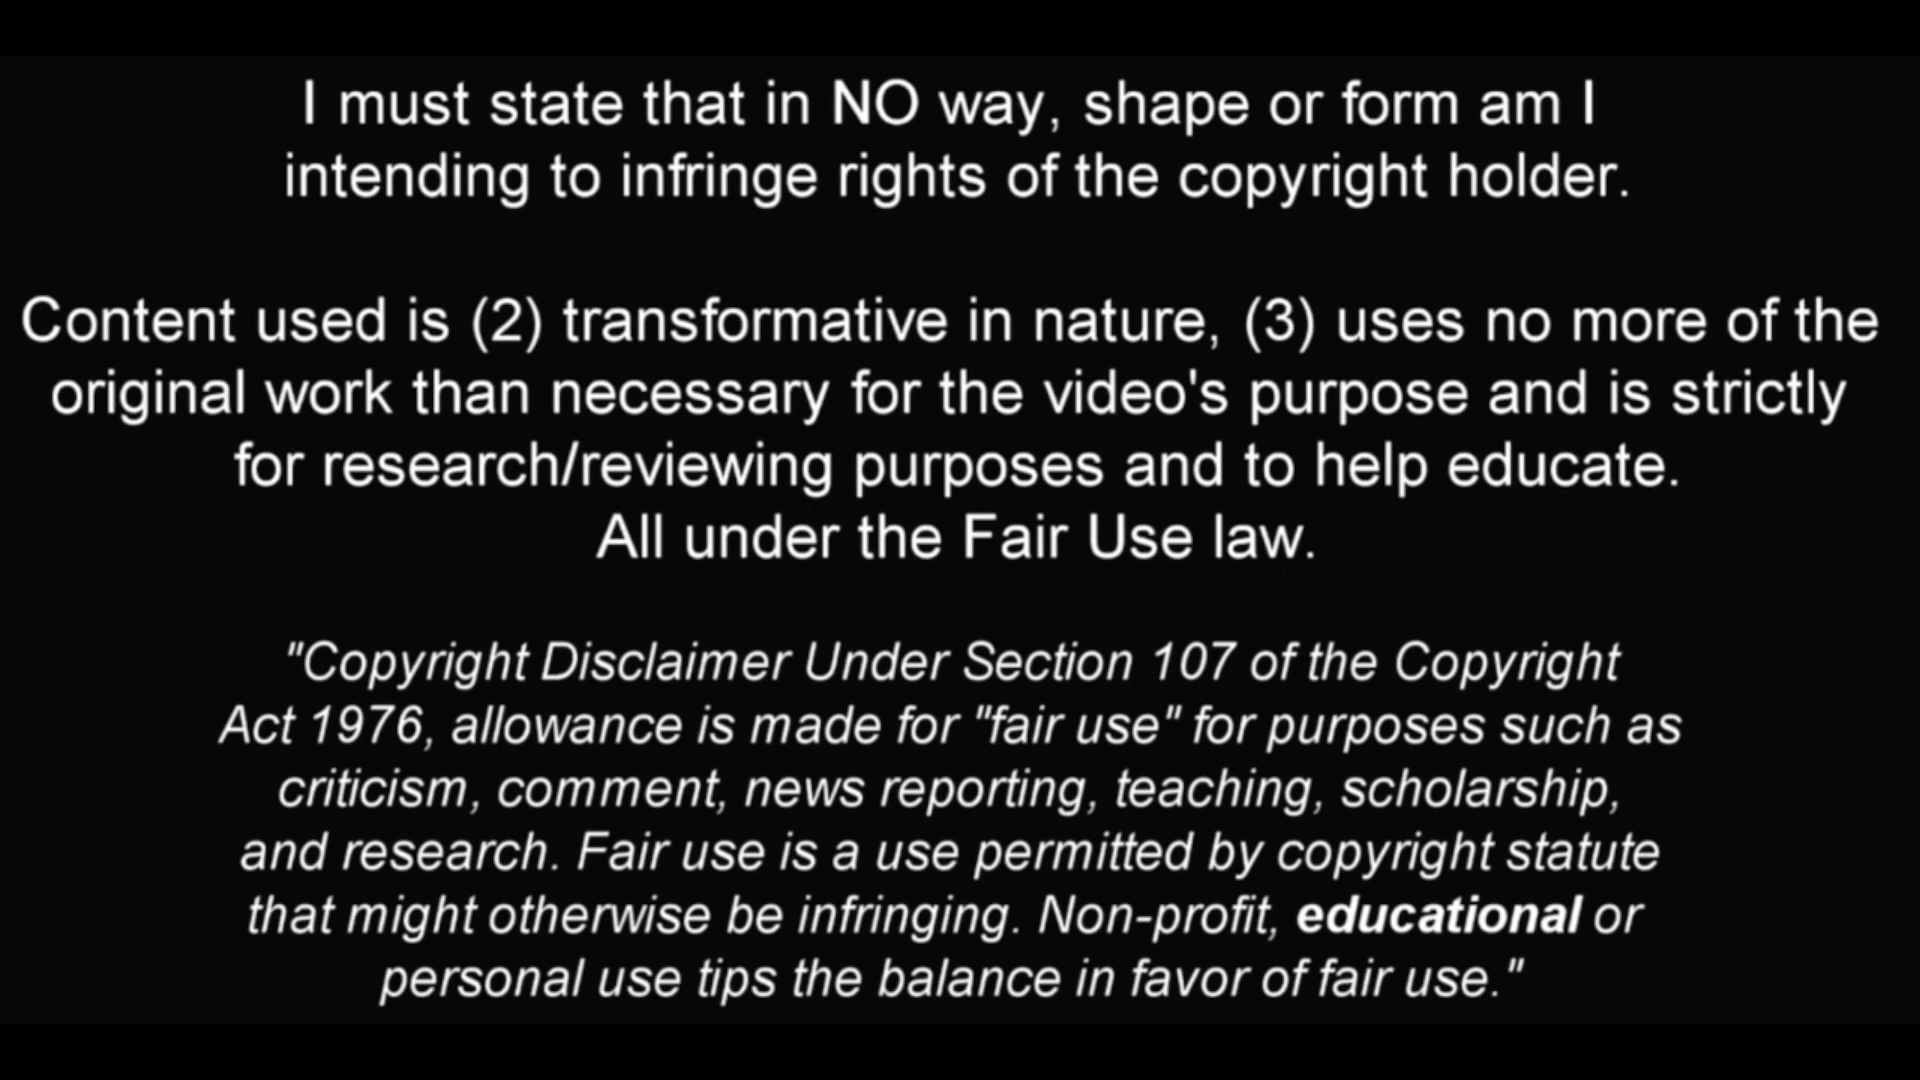 I must state that in NO way, shape or form am I
intending to infringe rights of the copyright holder.
Content used is (2) transformative in nature, (3) uses no more of the
original work than necessary for the video's purpose and is strictly
for research/reviewing purposes and to help educate.
All under the Fair Use law.
"Copyright Disclaimer Under Section 107 of the Copyright
Act 1976, allowance is made for "fair use" for purposes such as
criticism, comment, news reporting, teaching, scholarship,
and research. Fair use is a use permitted by copyright statute
that might otherwise be infringing. Non-profit, educational or
personal use tips the balance in favor of fair use."